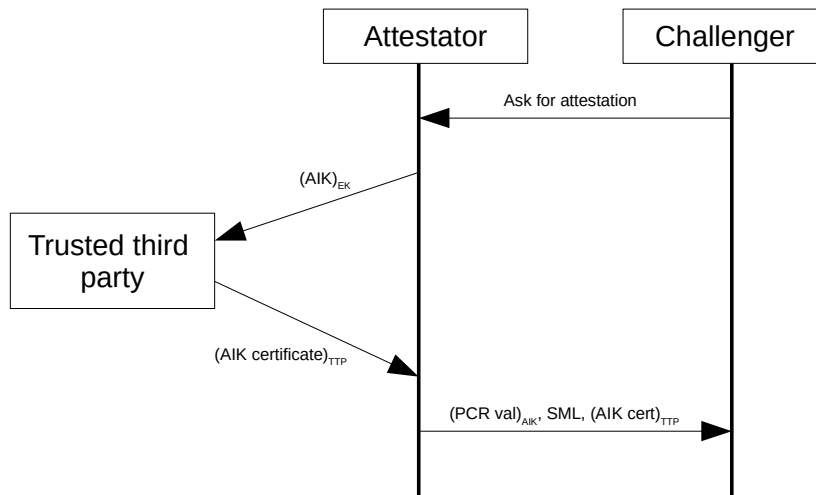 Attestator
Challenger
Ask for attestation
(AIK)EK
Trusted third
party
(AIK certificate)TTP
(PCR val)AIK, SML, (AIK cert)TTP